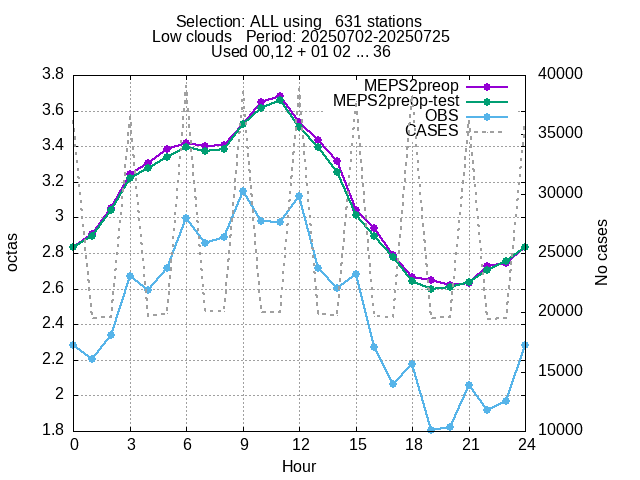 Selection: ALL using   631 stations
Low clouds   Period: 20250702-20250725
Used 00,12 + 01 02 ... 36
MEPS2preop
MEPS2preop-test
OBS
CASES
octas
3.8
3.6
3.4
3.2
3
2.8
2.6
2.4
2.2
2
1.8
40000
35000
30000
25000
20000
15000
10000
No cases
0 3 6 9 12 15 18 21 24
Hour